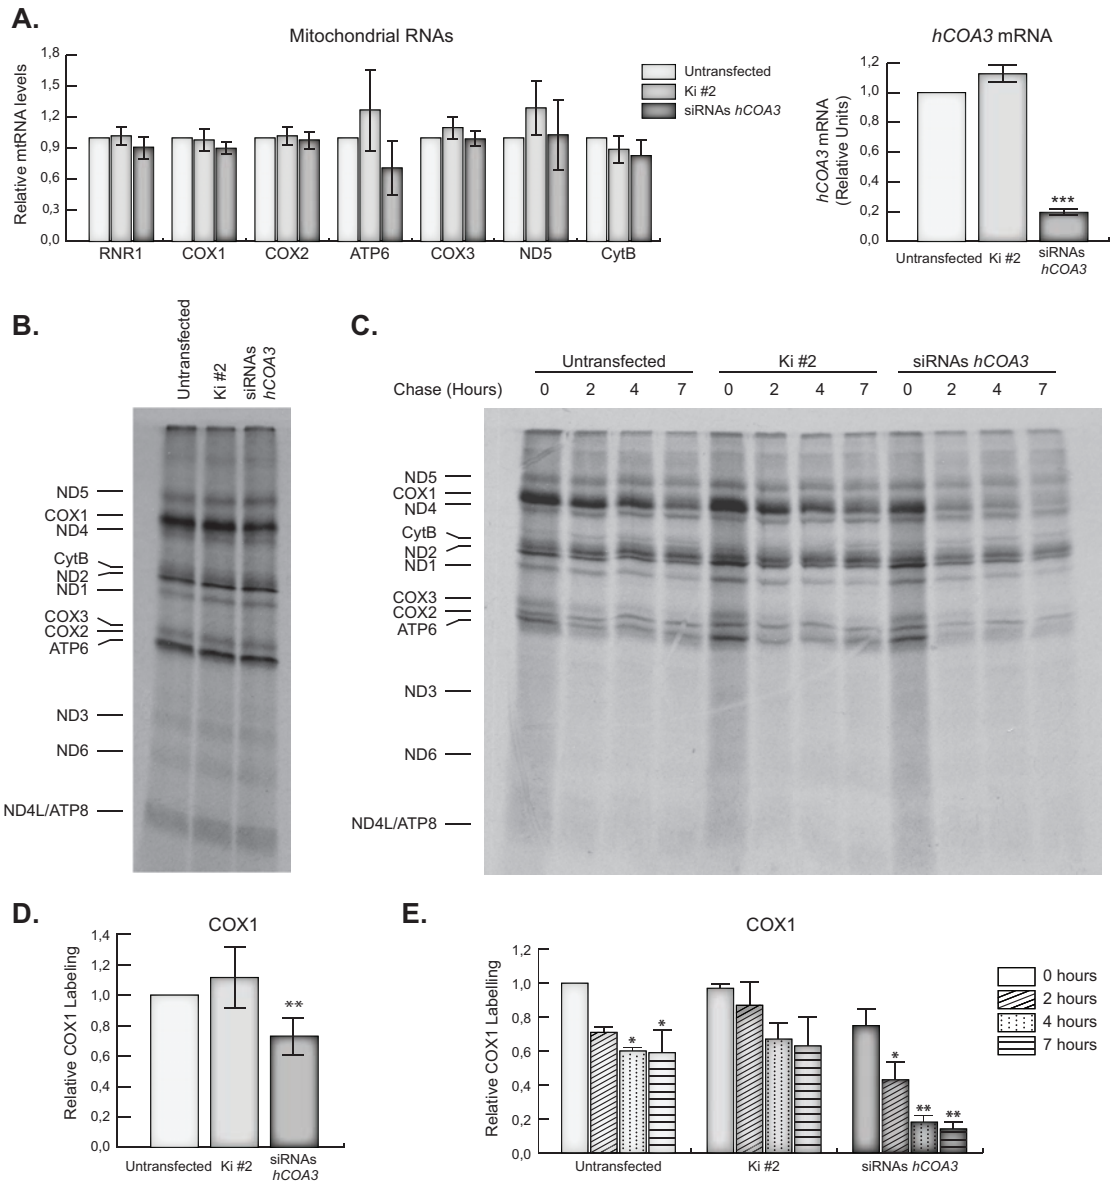 A.
Mitochondrial RNAs
Relative mtRNA levels
1,8
1,5
1,2
0,9
0,6
0,3
0,0
RNR1 COX1 COX2 ATP6 COX3 ND5 CytB
Untransfected
Ki #2
siRNAs hCOA3
hCOA3 mRNA
hCOA3 mRNA
(Relative Units)
1,2
1,0
0,8
0,6
0,4
0,2
0,0
***
Untransfected Ki #2 siRNAs
hCOA3
B.
Untransfected
Ki #2
siRNAs
hCOA3
ND5
COX1
ND4
CytB
ND2
ND1
COX3
COX2
ATP6
ND3
ND6
ND4L/ATP8
C.
Untransfected Ki #2 siRNAs hCOA3
Chase (Hours) 0 2 4 7 0 2 4 7 0 2 4 7
ND5
COX1
ND4
CytB
ND2
ND1
COX3
COX2
ATP6
ND3
ND6
ND4L/ATP8
D.
COX1
Relative COX1 Labeling
1,4
1,2
1,0
0,8
0,6
0,4
0,2
0,0
**
Untransfected Ki #2 siRNAs
hCOA3
E.
COX1
Relative COX1 Labelling
1,2
1,0
0,8
0,6
0,4
0,2
0,0
* * * ** **
Untransfected Ki #2 siRNAs hCOA3
0 hours
2 hours
4 hours
7 hours